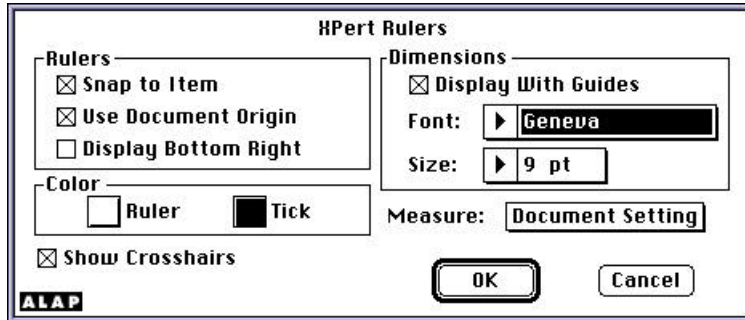 XPert Rulers
Rulers
Snap to Item
Use Document Origin
Display Bottom Right
Color
Ruler Tick
Show Crosshairs
ALAP
Dimensions
Display With Guides
Font: Geneva
Size: 9 pt
Measure: Document Setting
OK Cancel